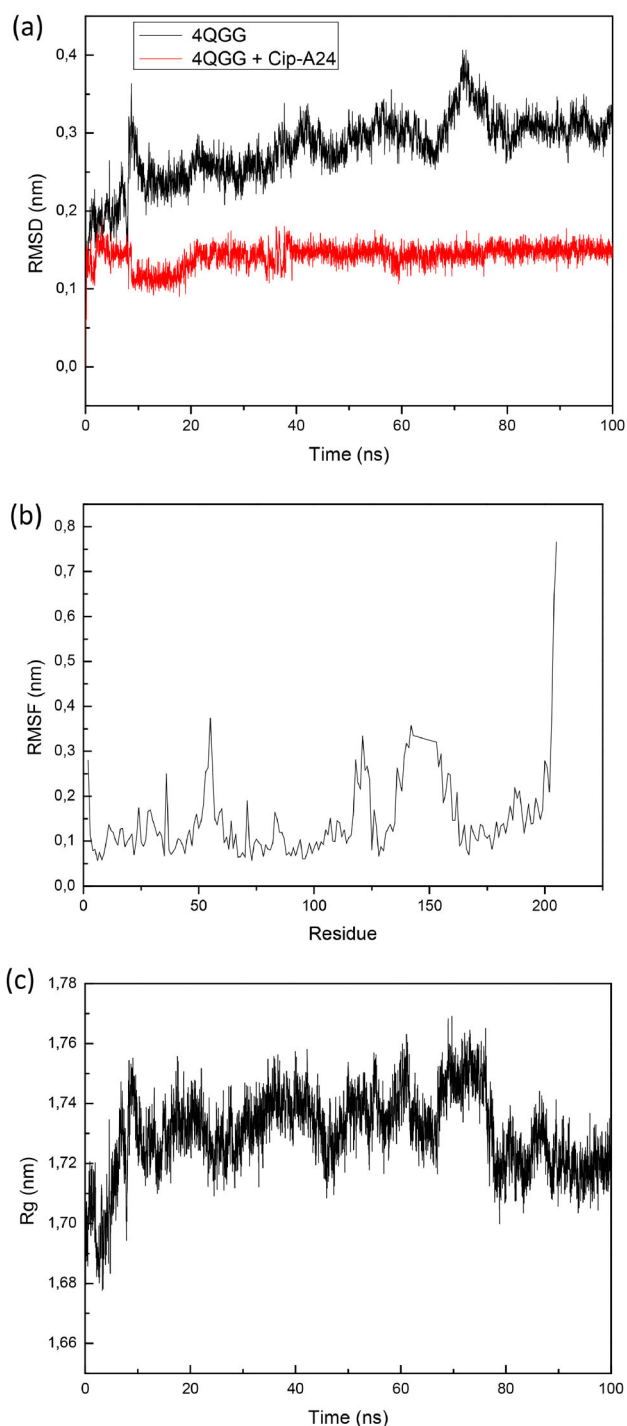 (a)
4QGG
4QGG + Cip-A24
0,4
0,3
0,2
0,1
0,0
RMSD (nm)
0 20 40 60 80 100
Time (ns)
(b)
0,8
0,7
0,6
0,5
0,4
0,3
0,2
0,1
0,0
RMSF (nm)
0 50 100 150 200
Residue
(c)
1,78
1,76
1,74
1,72
1,70
1,68
1,66
Rg (nm)
0 20 40 60 80 100
Time (ns)